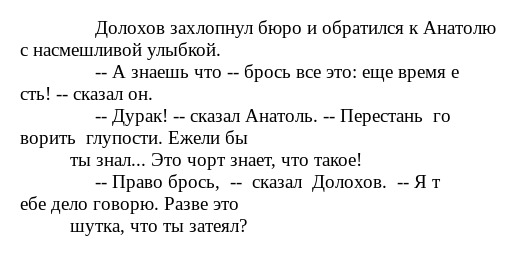 Долохов захлопнул бюро и обратился к Анатолю
с насмешливой улыбкой.
-- А знаешь что -- брось все это: еще время е
сть! -- сказал он.
-- Дурак! -- сказал Анатоль. -- Перестань  го
ворить  глупости. Ежели бы
ты знал... Это чорт знает, что такое!
-- Право брось,  --  сказал  Долохов.  -- Я т
ебе дело говорю. Разве это
шутка, что ты затеял?